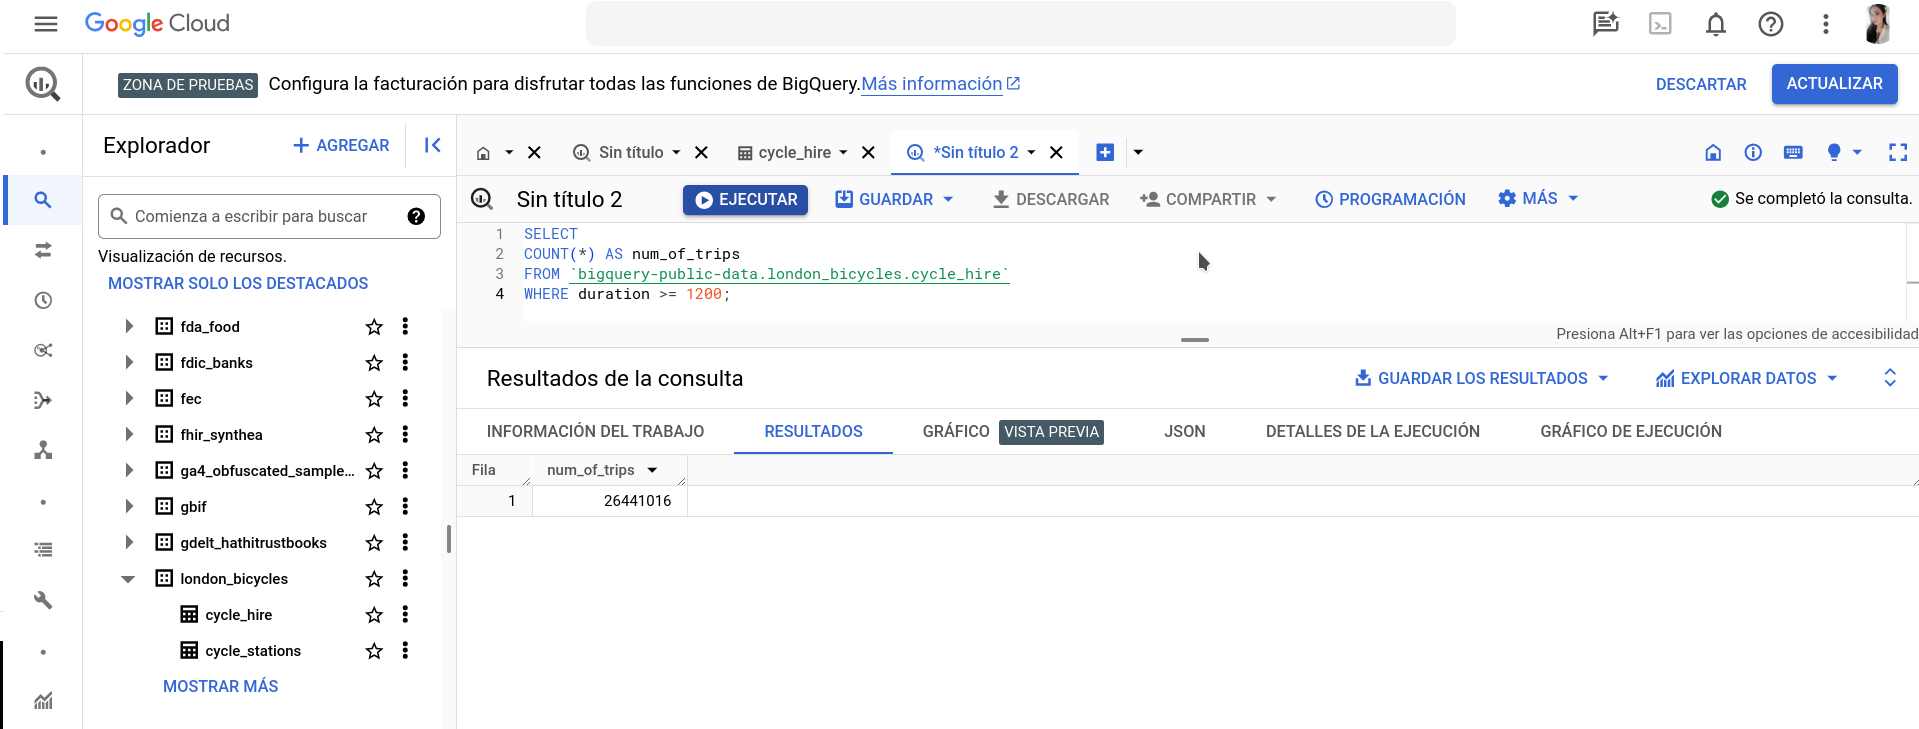 Google Cloud
ZONA DE PRUEBAS Configura la facturación para disfrutar todas las funciones de BigQuery. Más información DESCARTAR ACTUALIZAR
Explorador AGREGAR
Comienza a escribir para buscar
Visualización de recursos.
MOSTRAR SOLO LOS DESTACADOS
fda_food
fdic_banks
fec
fhir_synthea
ga4_obfuscated_sample...
gbif
gdelt_hathitrustbooks
london_bicycles
cycle_hire
cycle_stations
MOSTRAR MÁS
Sin título cycle_hire *Sin título 2
Sin título 2 EJECUTAR GUARDAR DESCARGAR COMPARTIR PROGRAMACIÓN MÁS Se completó la consulta.
1 SELECT
2 COUNT(*) AS num_of_trips
3 FROM `bigquery-public-data.london_bicycles.cycle_hire`
4 WHERE duration >= 1200;
Presiona Alt+F1 para ver las opciones de accesibilidad
Resultados de la consulta GUARDAR LOS RESULTADOS EXPLORAR DATOS
INFORMACIÓN DEL TRABAJO RESULTADOS GRÁFICO VISTA PREVIA JSON DETALLES DE LA EJECUCIÓN GRÁFICO DE EJECUCIÓN
Fila num_of_trips
1 26441016